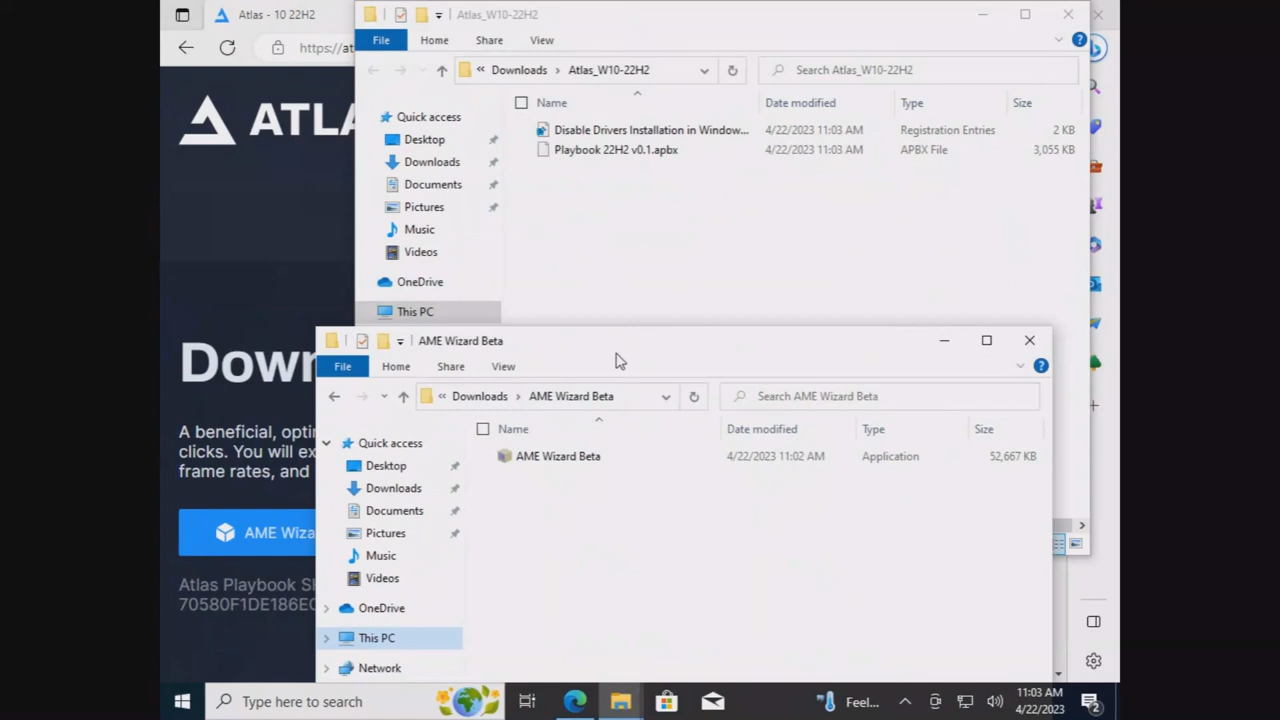 Atlas - 10 22H2
Atlas_W10-22H2
https://at
File
Home
Share
View
Downloads
Atlas_W10-22H2
Search Atlas_W10-22H2
ATLA
Name
Date modified
Type
Size
Quick access
Disable Drivers Installation in Window...
4/22/2023 11:03 AM
Registration Entries
2 KB
Desktop
Playbook 22H2 v0.1.apbx
4/22/2023 11:03 AM
APBX File
3,055 KB
Downloads
Documents
Pictures
Music
Videos
OneDrive
This PC
Down
A beneficial, opti
clicks. You will ex
frame rates, and
AME Wiza
Atlas Playbook SH
70580F1DE186EC
AME Wizard Beta
File
Home
Share
View
Downloads
AME Wizard Beta
Search AME Wizard Beta
Name
Date modified
Type
Size
Quick access
AME Wizard Beta
4/22/2023 11:02 AM
Application
52,667 KB
Desktop
Downloads
Documents
Pictures
Music
Videos
OneDrive
This PC
Network
Type here to search
Feel...
11:03 AM
4/22/2023
2